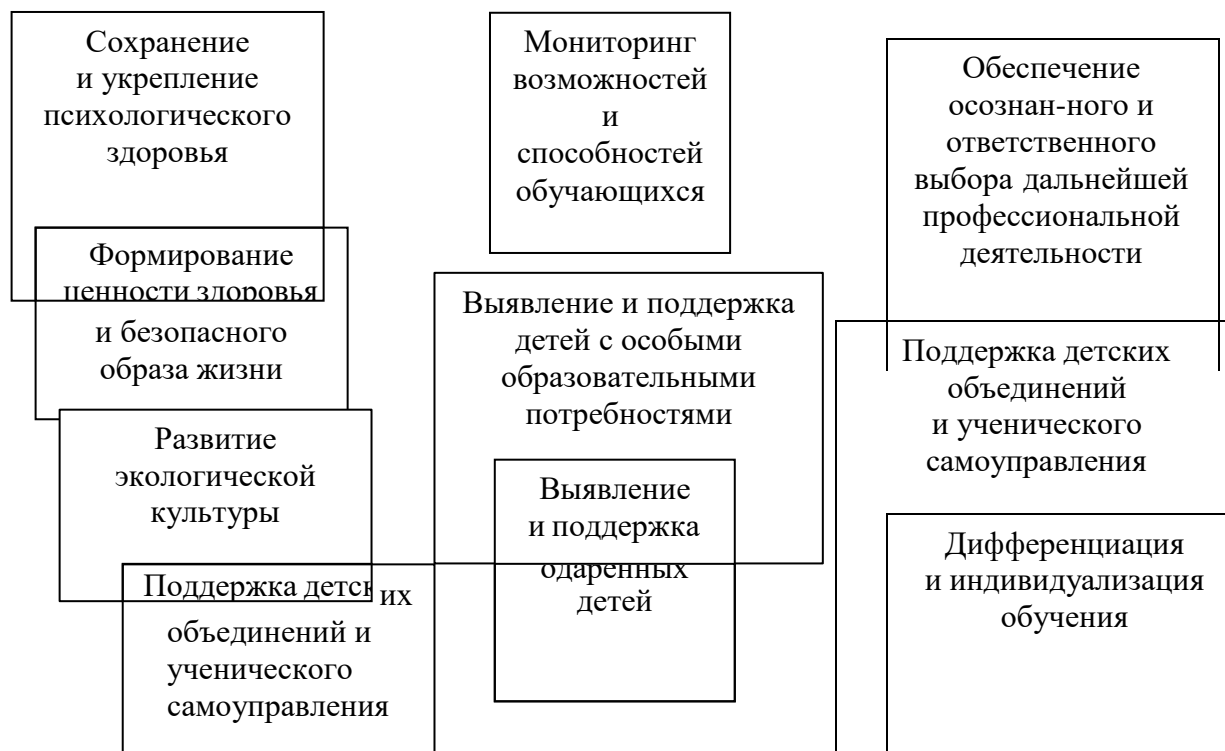 Сохранение
и укрепление
психологического
здоровья
Формирование
ценности здоровья
и безопасного
образа жизни
Развитие
экологической
культуры
Поддержка детских
объединений и
ученического
самоуправления
Мониторинг
возможностей
и
способностей
обучающихся
Выявление и поддержка
детей с особыми
образовательными
потребностями
Выявление
и поддержка
одаренных
детей
Обеспечение
осознан-ного и
ответственного
выбора дальнейшей
профессиональной
деятельности
Поддержка детских
объединений
и ученического
самоуправления
Дифференциация
и индивидуализация
обучения